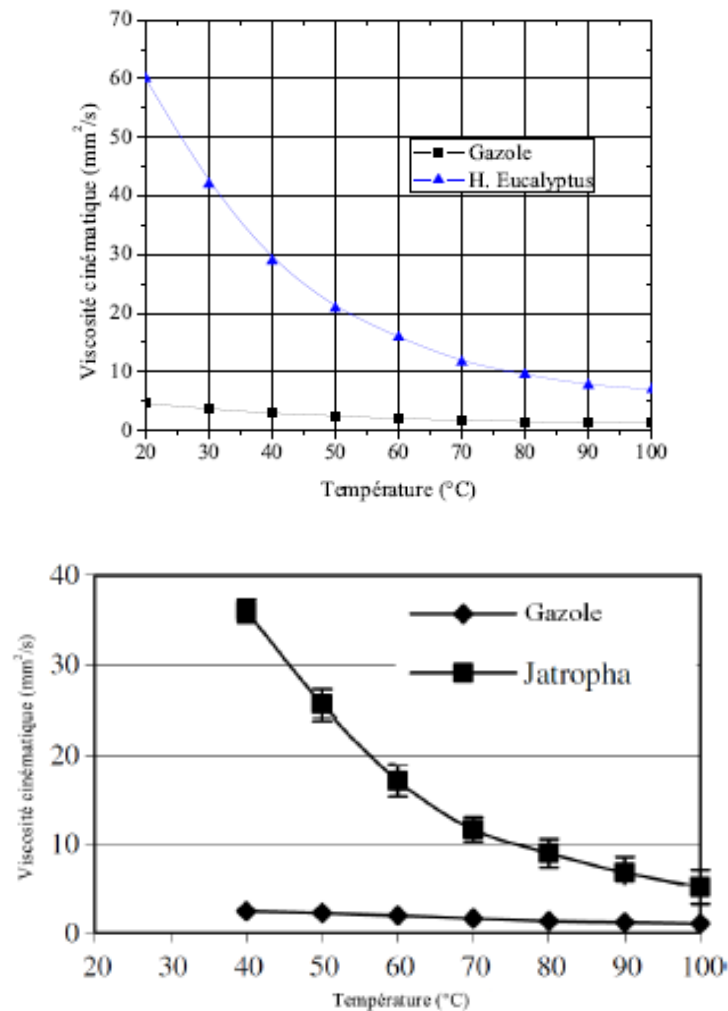 70
60
50
40
30
20
10
0
Viscosité cinématique (mm²/s)
Gazole
H. Eucalyptus
20 30 40 50 60 70 80 90 100
Température (°C)
40
30
20
10
0
Viscosité cinématique (mm²/s)
Gazole
Jatropha
20 30 40 50 60 70 80 90 100
Température (°C)